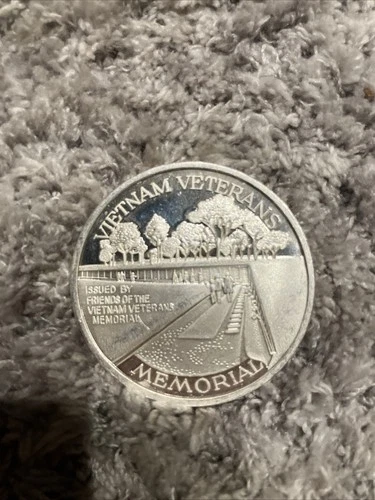 VIETNAM VETERANS
ISSUED BY
FRIENDS OF THE
VIETNAM VETERANS
MEMORIAL
MEMORIAL